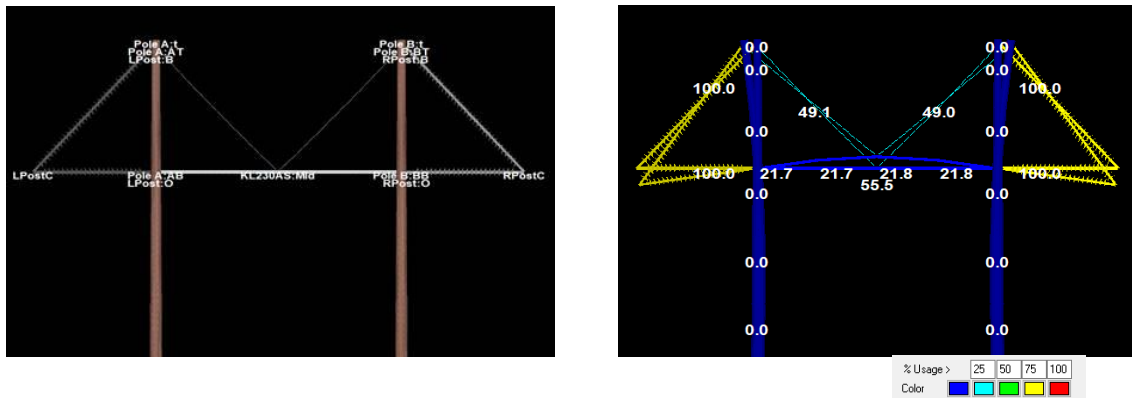 Pole A:t
Pole A:AT
LPost:B
Pole B:t
Pole B:BT
RPost:B
LPostC
Pole A:AB
LPost:O
KL230AS:Mid
Pole B:BB
RPost:O
RPostC
0.0
0.0
0.0
0.0
100.0
100.0
49.1
49.0
0.0
0.0
100.0
21.7
21.7
21.8
21.8
100.0
55.5
0.0
0.0
0.0
0.0
0.0
0.0
% Usage > 25 50 75 100
Color